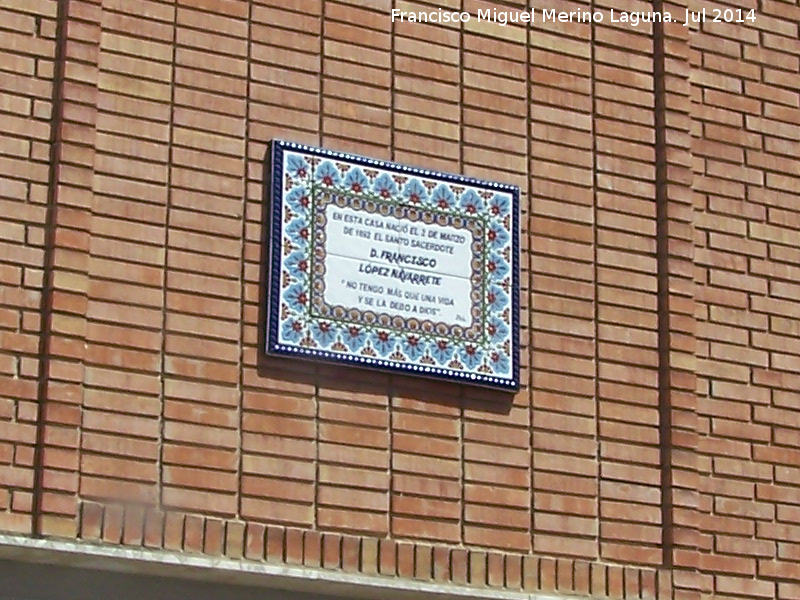 Francisco Miguel Merino Laguna. Jul 2014
EN ESTA CASA NACIÓ EL 2 DE MARZO
DE 1892 EL SANTO SACERDOTE
D. FRANCISCO
LÓPEZ NAVARRETE
"NO TENGO MÁS QUE UNA VIDA
Y SE LA DEBO A DIOS".